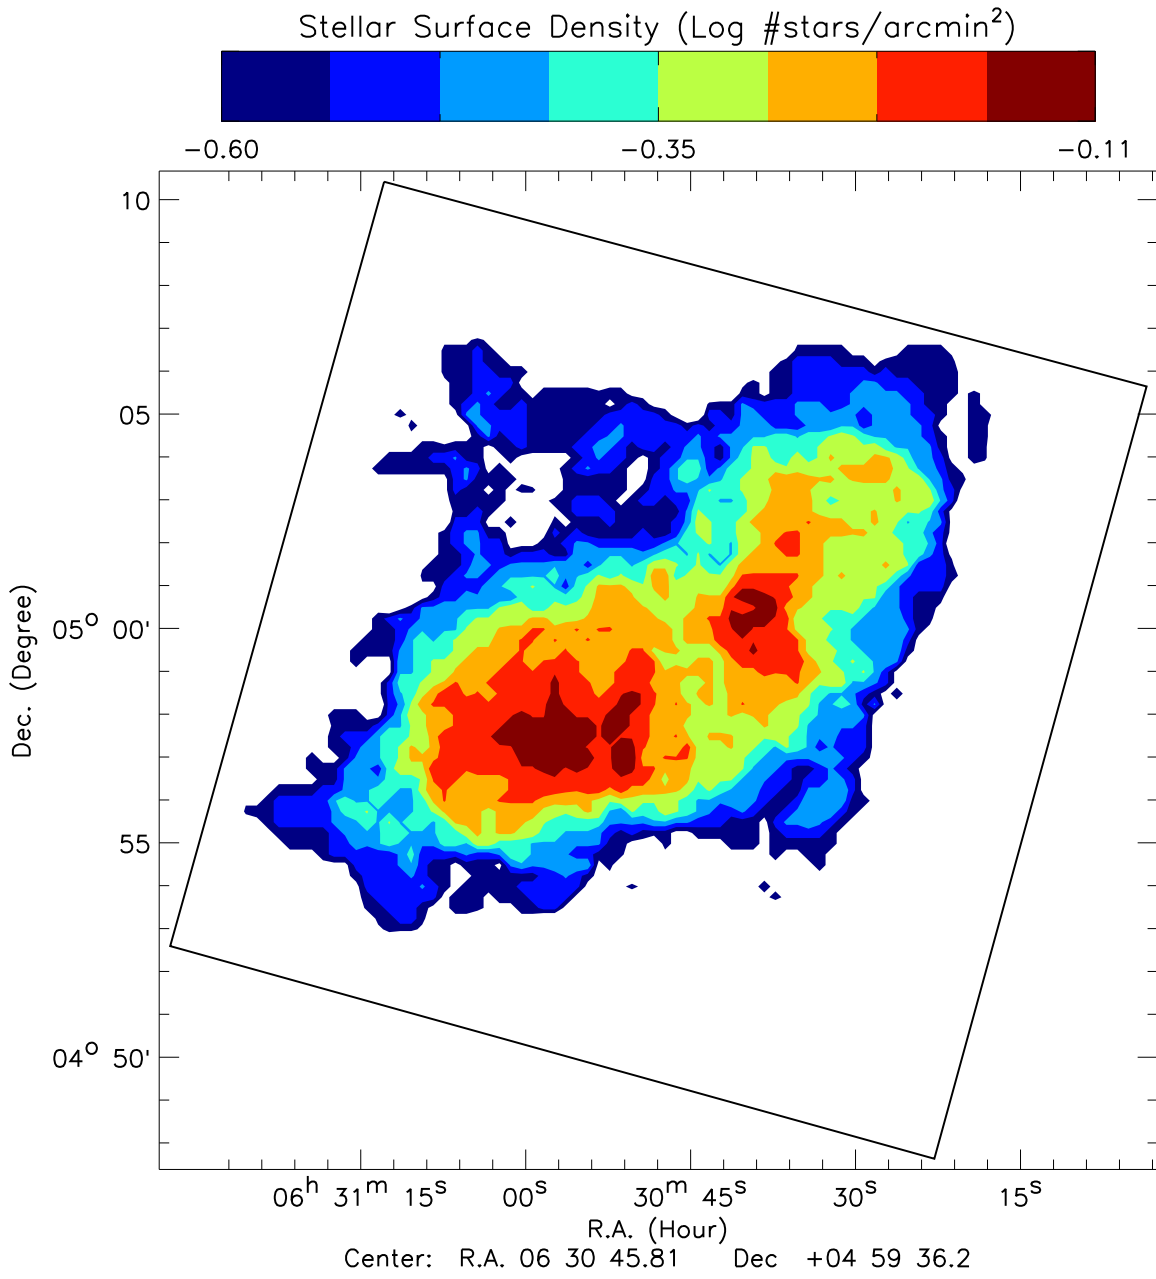 Stellar Surface Density (Log #stars/arcmin²)
−0.60 −0.35 −0.11
10
05
05° 00'
55
04° 50'
Dec. (Degree)
06ʰ 31ᵐ 15ˢ 00ˢ 30ᵐ 45ˢ 30ˢ 15ˢ
R.A. (Hour)
Center: R.A. 06 30 45.81 Dec +04 59 36.2